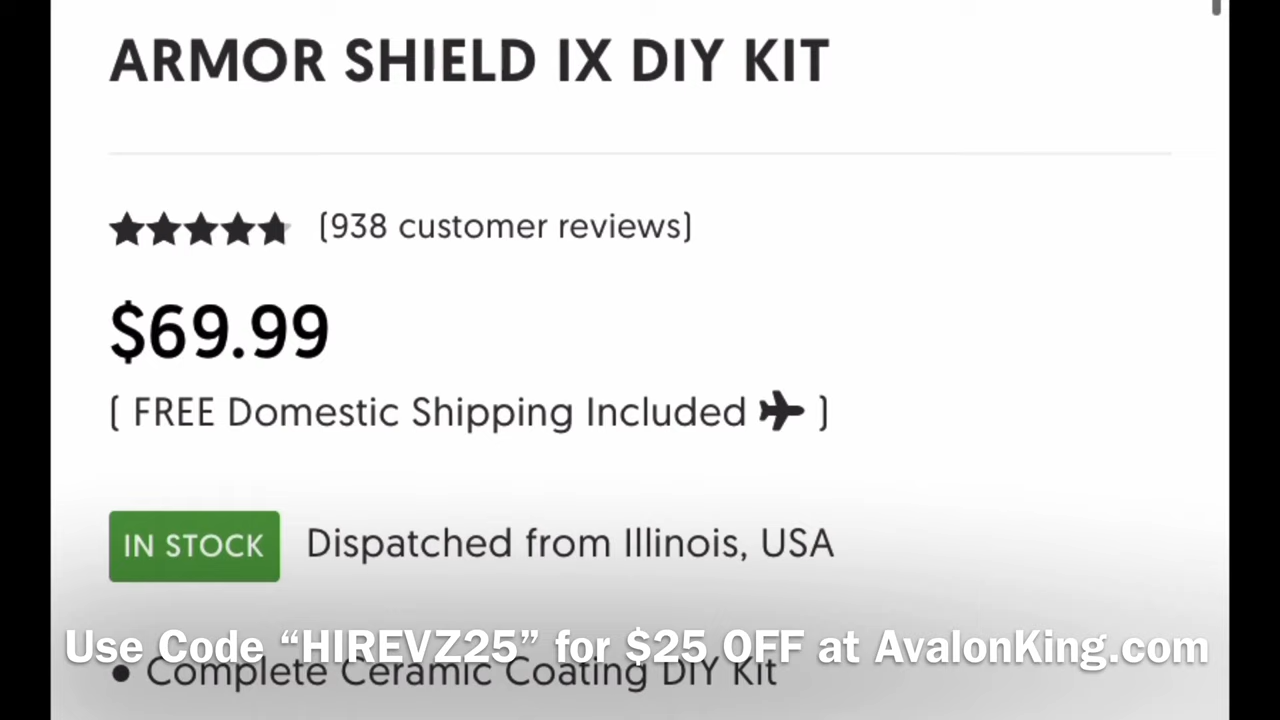 ARMOR SHIELD IX DIY KIT
(938 customer reviews)
$69.99
( FREE Domestic Shipping Included )
IN STOCK Dispatched from Illinois, USA
Use Code “HIREVZ25” for $25 OFF at AvalonKing.com
• Complete Ceramic Coating DIY Kit